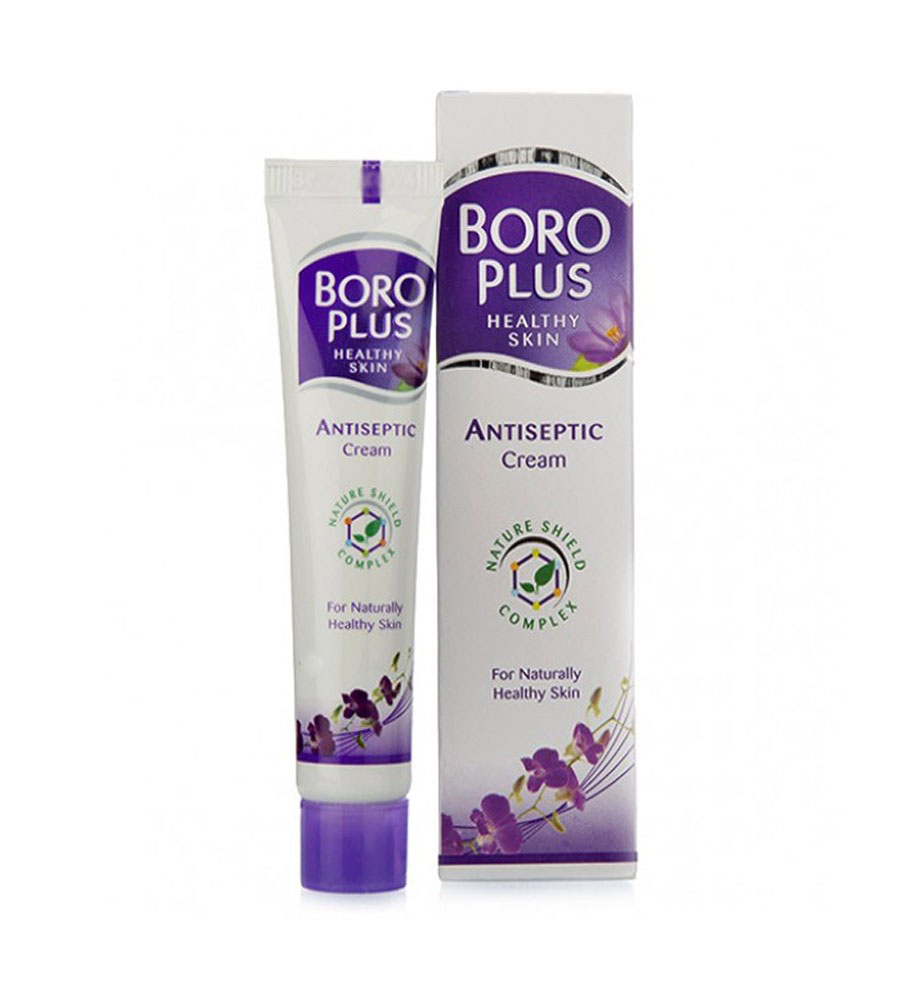 BORO
PLUS
HEALTHY
SKIN
ANTISEPTIC
Cream
NATURE SHIELD
COMPLEX
For Naturally
Healthy Skin
BORO
PLUS
HEALTHY
SKIN
ANTISEPTIC
Cream
NATURE SHIELD
COMPLEX
For Naturally
Healthy Skin